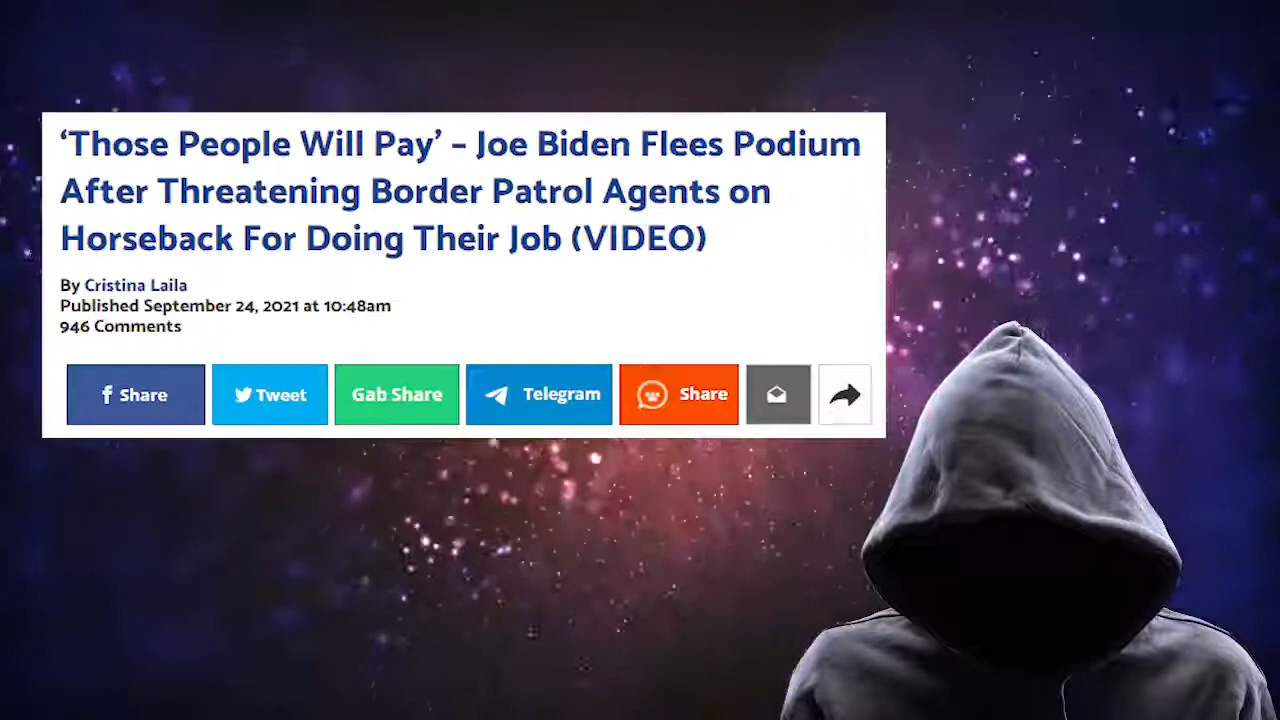 ‘Those People Will Pay’ – Joe Biden Flees Podium
After Threatening Border Patrol Agents on
Horseback For Doing Their Job (VIDEO)
By Cristina Laila
Published September 24, 2021 at 10:48am
946 Comments
Share Tweet Gab Share Telegram Share